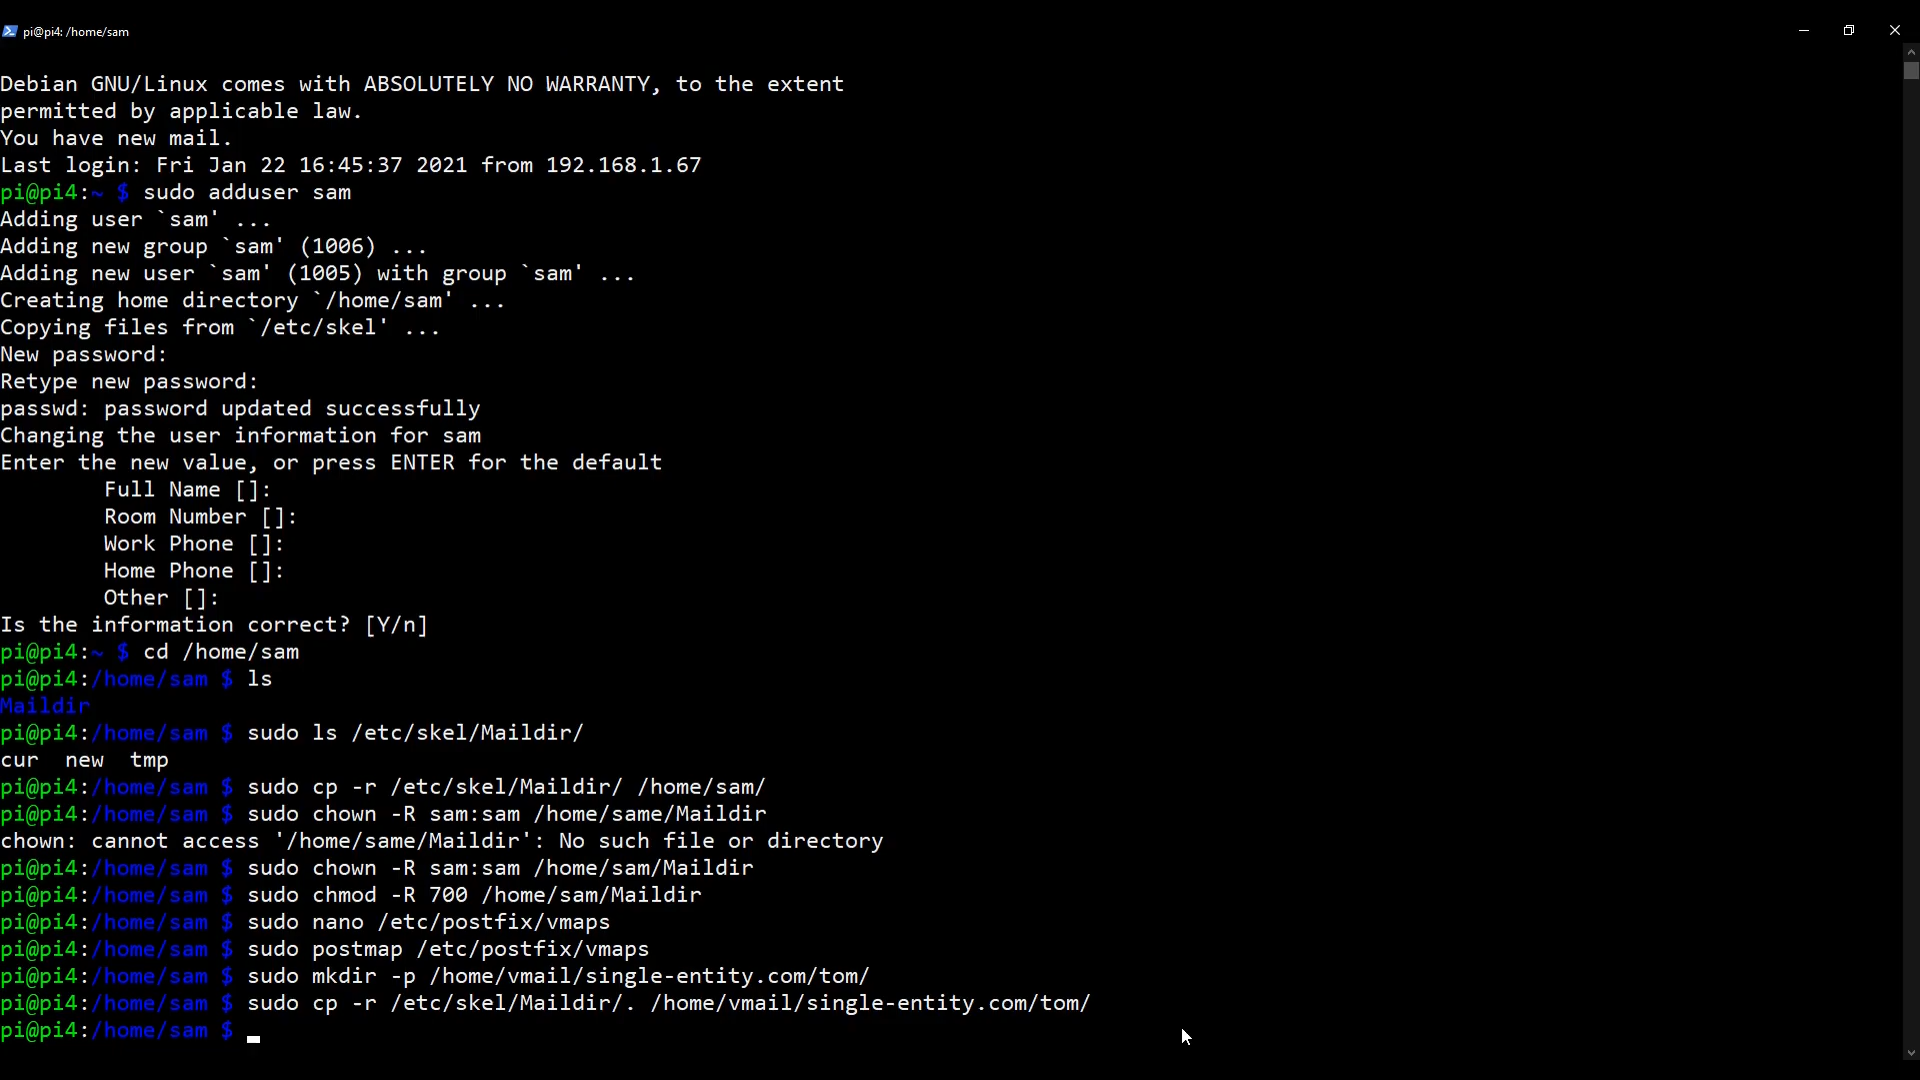 pi@pi4: /home/sam
Debian GNU/Linux comes with ABSOLUTELY NO WARRANTY, to the extent
permitted by applicable law.
You have new mail.
Last login: Fri Jan 22 16:45:37 2021 from 192.168.1.67
pi@pi4:~ $ sudo adduser sam
Adding user `sam' ...
Adding new group `sam' (1006) ...
Adding new user `sam' (1005) with group `sam' ...
Creating home directory `/home/sam' ...
Copying files from `/etc/skel' ...
New password:
Retype new password:
passwd: password updated successfully
Changing the user information for sam
Enter the new value, or press ENTER for the default
Full Name []:
Room Number []:
Work Phone []:
Home Phone []:
Other []:
Is the information correct? [Y/n]
pi@pi4:~ $ cd /home/sam
pi@pi4:/home/sam $ ls
Maildir
pi@pi4:/home/sam $ sudo ls /etc/skel/Maildir/
cur  new  tmp
pi@pi4:/home/sam $ sudo cp -r /etc/skel/Maildir/ /home/sam/
pi@pi4:/home/sam $ sudo chown -R sam:sam /home/same/Maildir
chown: cannot access '/home/same/Maildir': No such file or directory
pi@pi4:/home/sam $ sudo chown -R sam:sam /home/sam/Maildir
pi@pi4:/home/sam $ sudo chmod -R 700 /home/sam/Maildir
pi@pi4:/home/sam $ sudo nano /etc/postfix/vmaps
pi@pi4:/home/sam $ sudo postmap /etc/postfix/vmaps
pi@pi4:/home/sam $ sudo mkdir -p /home/vmail/single-entity.com/tom/
pi@pi4:/home/sam $ sudo cp -r /etc/skel/Maildir/. /home/vmail/single-entity.com/tom/
pi@pi4:/home/sam $